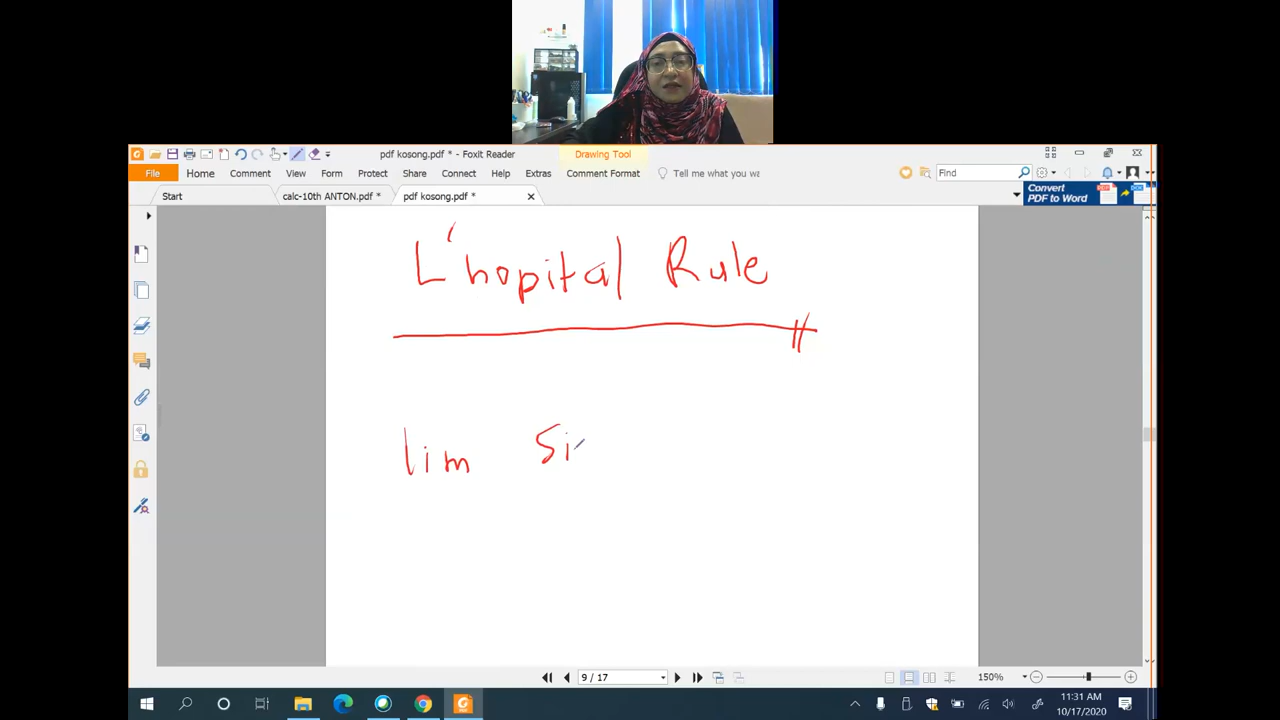 pdf kosong.pdf * - Foxit Reader
Drawing Tool
File
Home
Comment
View
Form
Protect
Share
Connect
Help
Extras
Comment Format
Tell me what you wa
Find
Start
calc-10th ANTON.pdf *
pdf kosong.pdf *
Convert
PDF to Word
L'hopital Rule
lim Si
9 / 17
150%
11:31 AM
10/17/2020